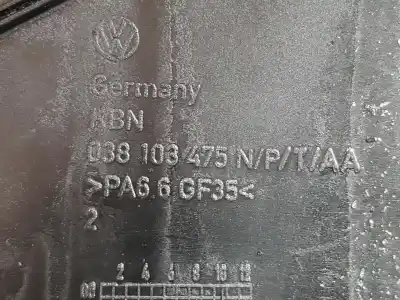 Germany
KBN
038 103 475 N/P/T/AA
>PA6.6 GF35<
2
2 4 6 8 10 12